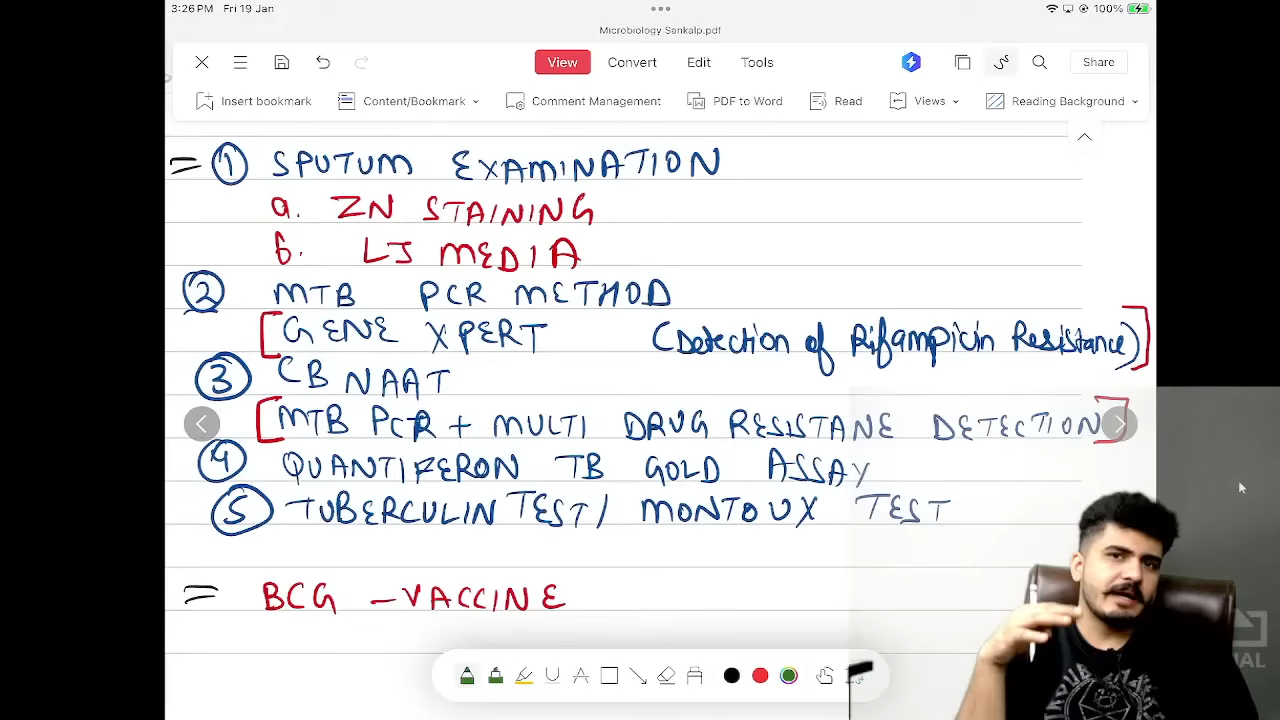 3:26 PM Fri 19 Jan 100%
Microbiology Sankalp.pdf
View Convert Edit Tools Share
Insert bookmark Content/Bookmark Comment Management PDF to Word Read Views Reading Background
= 1 SPUTUM EXAMINATION
a. ZN STAINING
b. LJ MEDIA
2 MTB PCR METHOD
[GENE XPERT (Detection of Rifampicin Resistance)]
3 CB NAAT
[MTB PCR + MULTI DRUG RESISTANE DETECTION]
4 QUANTIFERON TB GOLD ASSAY
5 TUBERCULIN TEST / MONTOUX TEST
= BCG - VACCINE